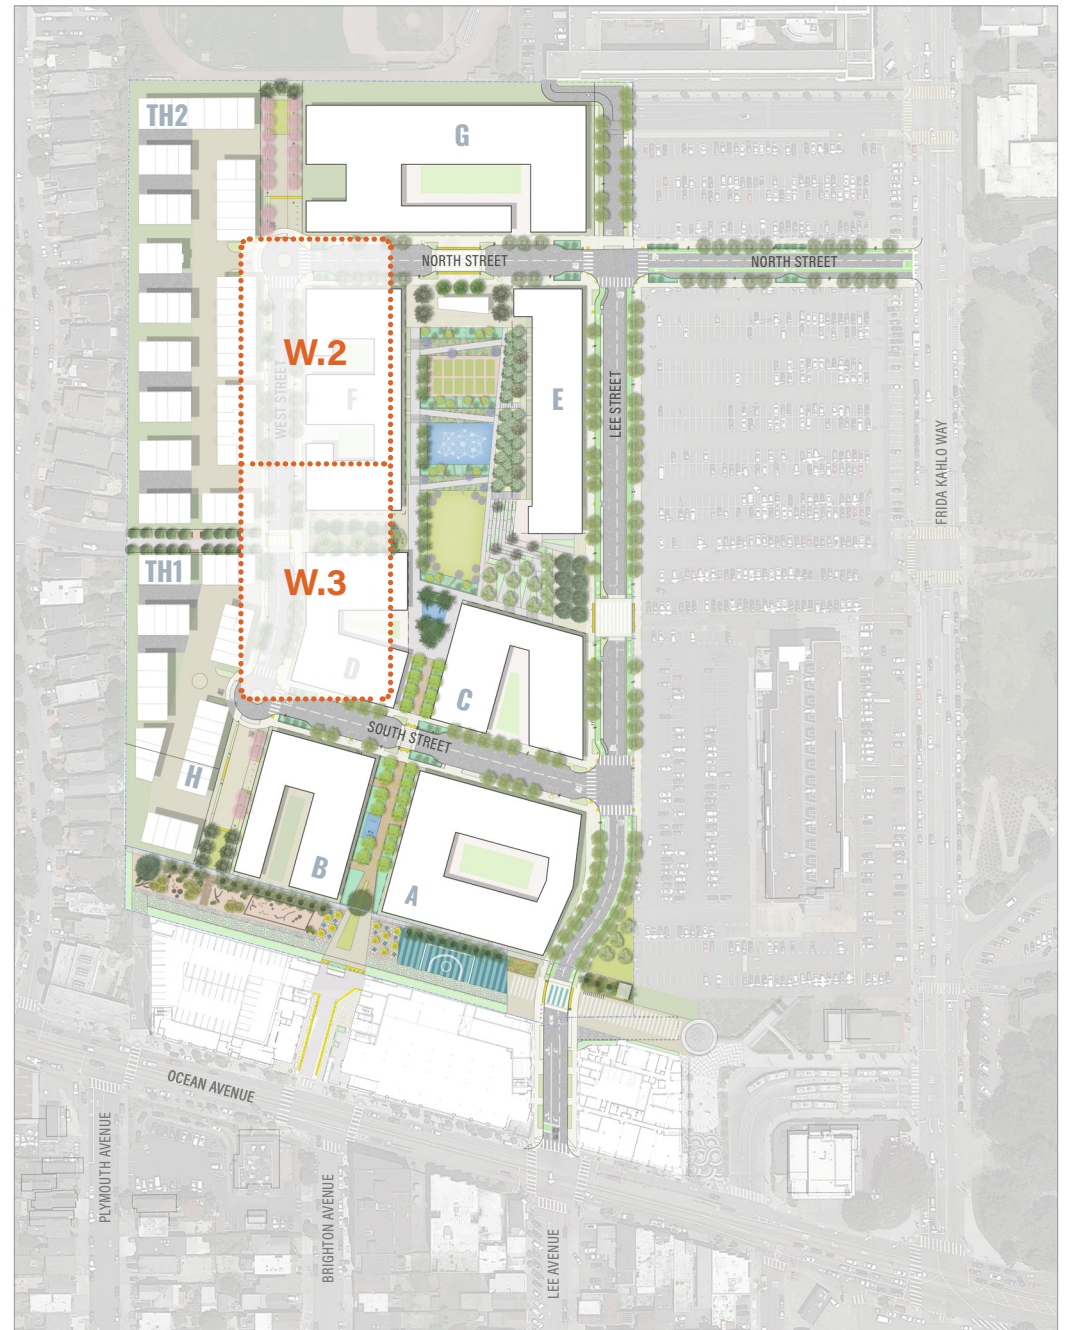 TH2
G
NORTH STREET
NORTH STREET
W.2
WEST STREET
F
E
LEE STREET
FRIDA KAHLO WAY
TH1
W.3
D
C
SOUTH STREET
H
B
A
OCEAN AVENUE
PLYMOUTH AVENUE
BRIGHTON AVENUE
LEE AVENUE